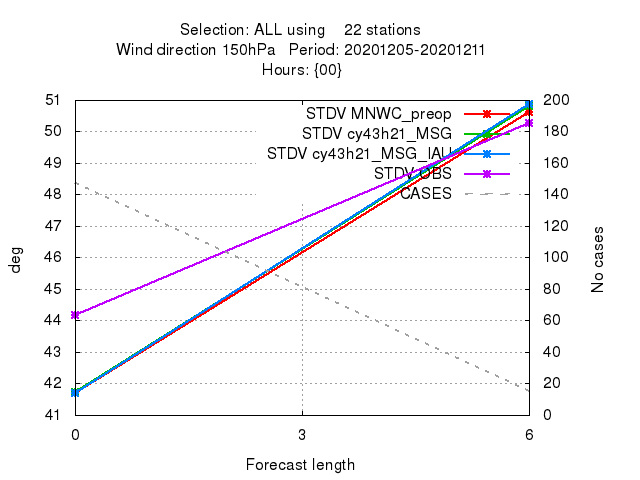 Selection: ALL using    22 stations
Wind direction 150hPa   Period: 20201205-20201211
Hours: {00}
STDV MNWC_preop
STDV cy43h21_MSG
STDV cy43h21_MSG_IAU
STDV OBS
CASES
51
50
49
48
47
46
45
44
43
42
41
200
180
160
140
120
100
80
60
40
20
0
deg
No cases
0
3
6
Forecast length